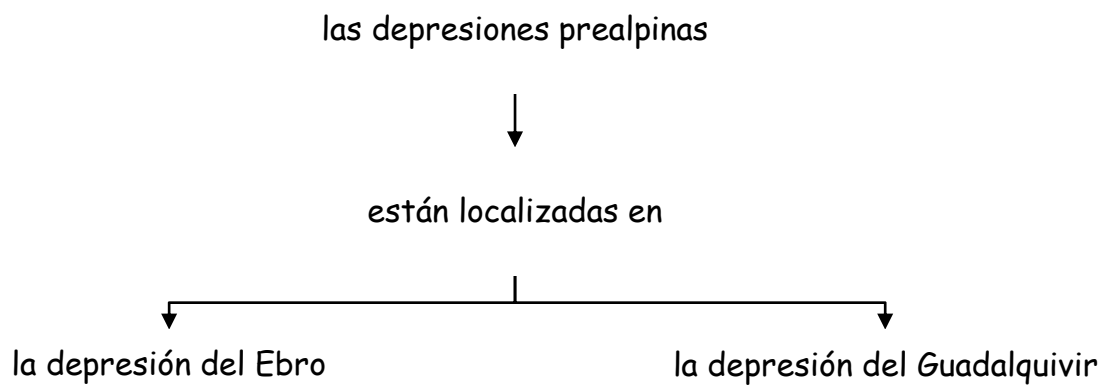 las depresiones prealpinas
están localizadas en
la depresión del Ebro
la depresión del Guadalquivir